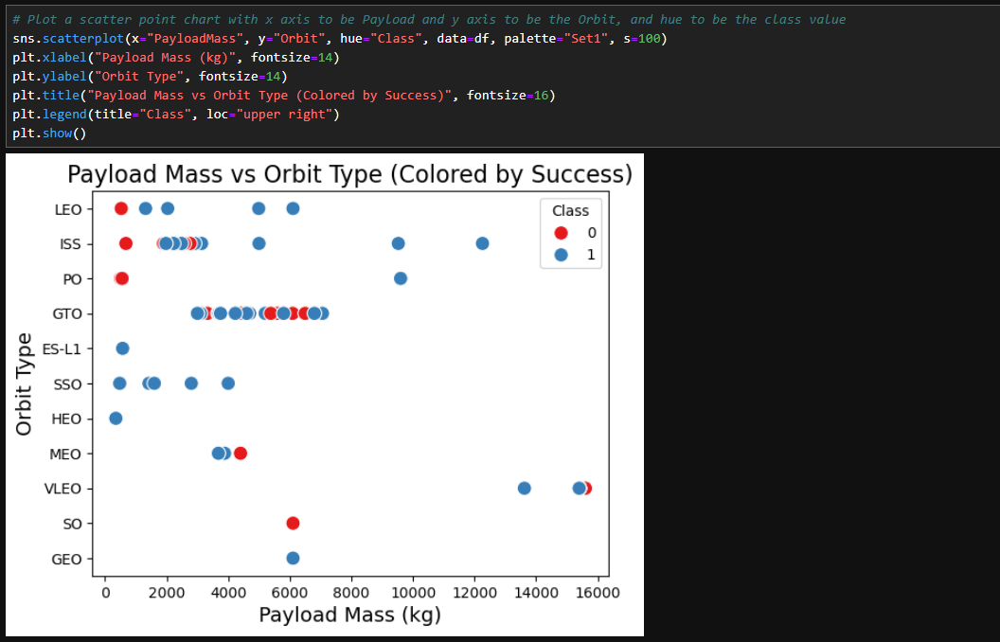 # Plot a scatter point chart with x axis to be Payload and y axis to be the Orbit, and hue to be the class value
sns.scatterplot(x="PayloadMass", y="Orbit", hue="Class", data=df, palette="Set1", s=100)
plt.xlabel("Payload Mass (kg)", fontsize=14)
plt.ylabel("Orbit Type", fontsize=14)
plt.title("Payload Mass vs Orbit Type (Colored by Success)", fontsize=16)
plt.legend(title="Class", loc="upper right")
plt.show()
Payload Mass vs Orbit Type (Colored by Success)
Class
0
1
Orbit Type
LEO
ISS
PO
GTO
ES-L1
SSO
HEO
MEO
VLEO
SO
GEO
0 2000 4000 6000 8000 10000 12000 14000 16000
Payload Mass (kg)